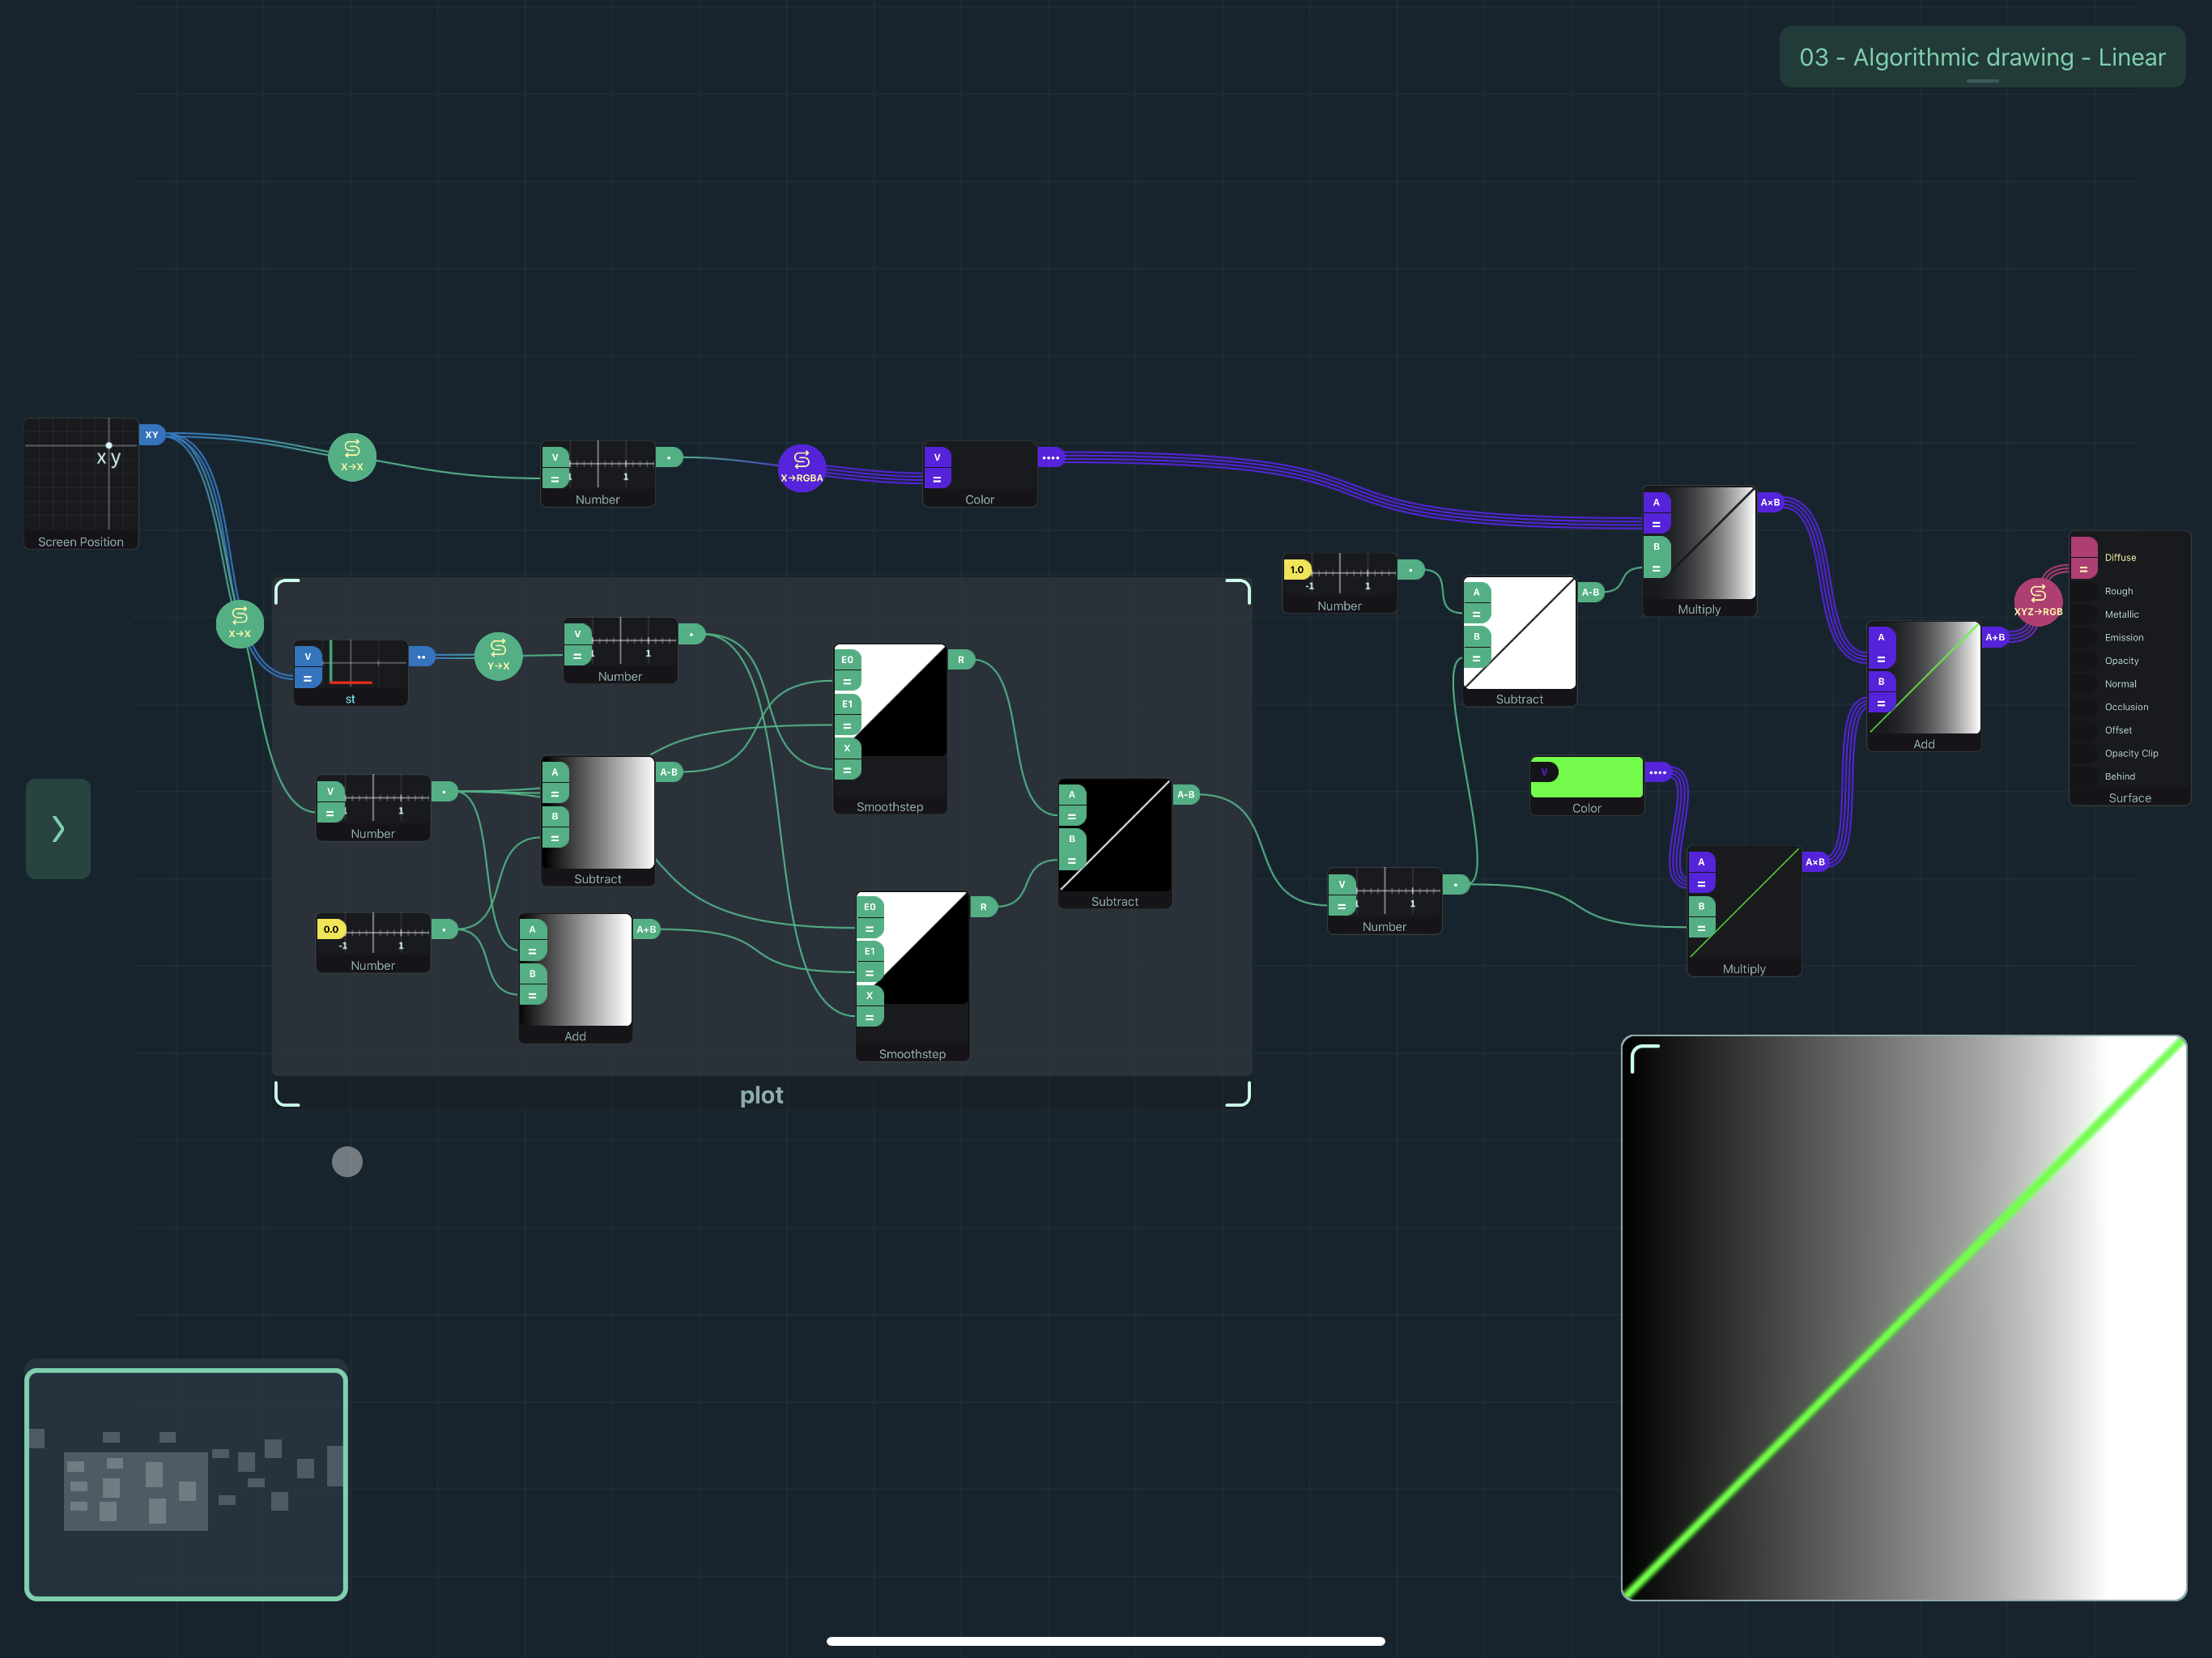 03 - Algorithmic drawing - Linear
XY
x y
Screen Position
X→X
V
=
1
Number
X→RGBA
V
=
Color
A
=
B
=
A×B
Multiply
1.0
-1
1
Number
A
=
B
=
A-B
Subtract
X→X
V
=
st
Y→X
V
=
1
Number
E0
=
E1
=
X
=
R
Smoothstep
V
=
1
Number
A
=
B
=
A-B
Subtract
0.0
-1
1
Number
A
=
B
=
A+B
Add
E0
=
E1
=
X
=
R
Smoothstep
A
=
B
=
A-B
Subtract
plot
V
=
1
Number
V
Color
A
=
B
=
A×B
Multiply
A
=
B
=
A+B
Add
XYZ→RGB
=
Diffuse
Rough
Metallic
Emission
Opacity
Normal
Occlusion
Offset
Opacity Clip
Behind
Surface